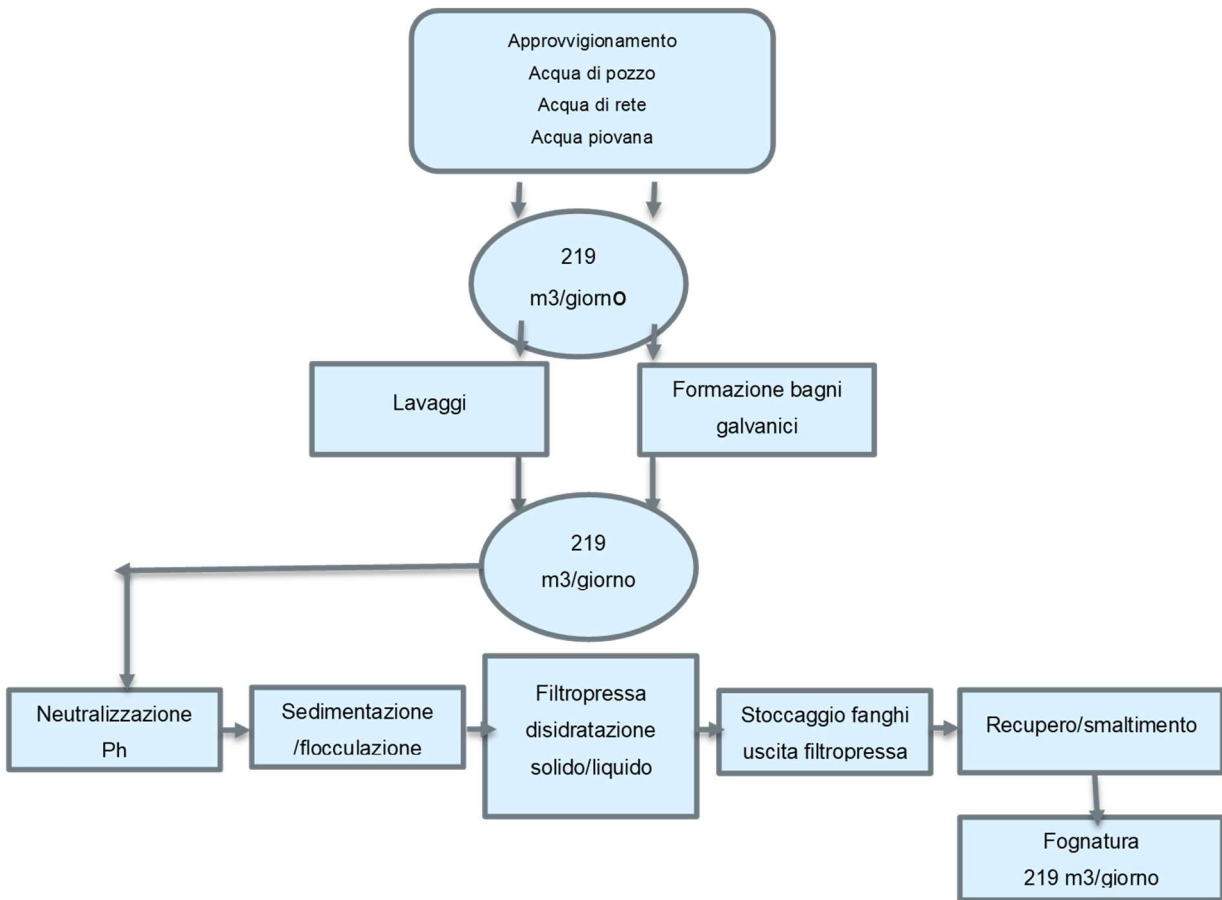 Approvvigionamento
Acqua di pozzo
Acqua di rete
Acqua piovana
219
m3/giorno
Lavaggi
Formazione bagni
galvanici
219
m3/giorno
Neutralizzazione
Ph
Sedimentazione
/flocculazione
Filtropressa
disidratazione
solido/liquido
Stoccaggio fanghi
uscita filtropressa
Recupero/smaltimento
Fognatura
219 m3/giorno